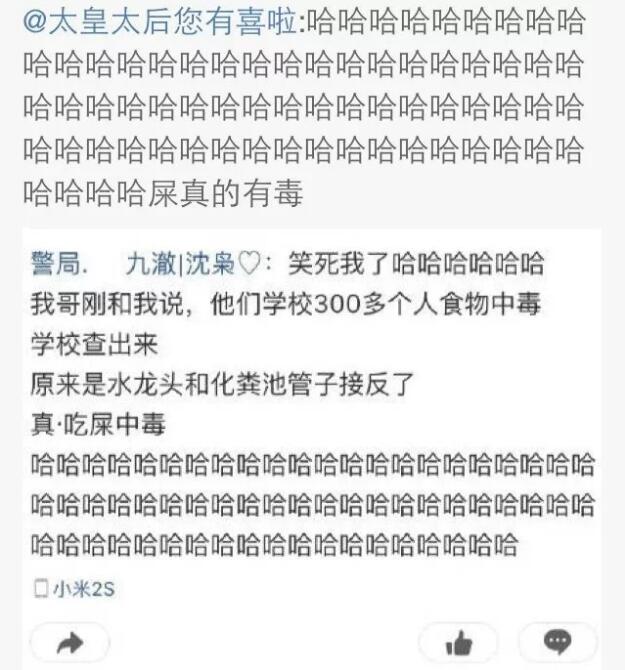 @太皇太后您有喜啦:哈哈哈哈哈哈哈哈哈
哈哈哈哈哈哈哈哈哈哈哈哈哈哈哈哈哈哈
哈哈哈哈哈哈哈哈哈哈哈哈哈哈哈哈哈哈
哈哈哈哈哈哈哈哈哈哈哈哈哈哈哈哈哈哈
哈哈哈哈屎真的有毒
警局. 九澈|沈枭♡：笑死我了哈哈哈哈哈哈
我哥刚和我说，他们学校300多个人食物中毒
学校查出来
原来是水龙头和化粪池管子接反了
真·吃屎中毒
哈哈哈哈哈哈哈哈哈哈哈哈哈哈哈哈哈哈哈哈哈哈
哈哈哈哈哈哈哈哈哈哈哈哈哈哈哈哈哈哈哈哈哈哈
哈哈哈哈哈哈哈哈哈哈哈哈哈哈哈哈哈哈哈
小米2S